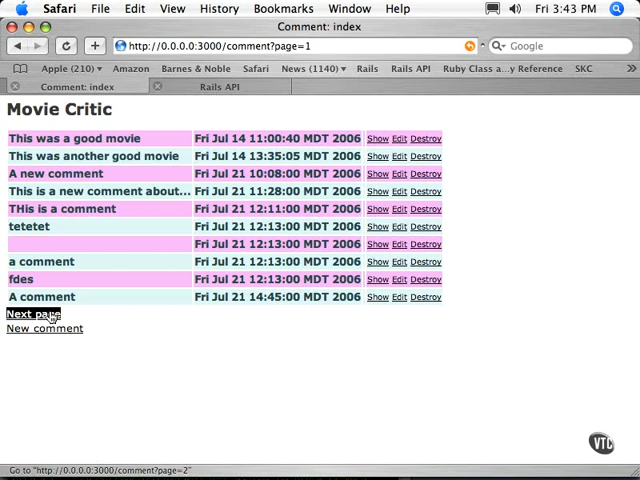 Safari File Edit View History Bookmarks Window Help Fri 3:43 PM
Comment: index
http://0.0.0.0:3000/comment?page=1 Google
Apple (210) Amazon Barnes & Noble Safari News (1140) Rails Rails API Ruby Class a...y Reference SKC
Comment: index Rails API
Movie Critic
This was a good movie Fri Jul 14 11:00:40 MDT 2006 Show Edit Destroy
This was another good movie Fri Jul 14 13:35:05 MDT 2006 Show Edit Destroy
A new comment Fri Jul 21 10:08:00 MDT 2006 Show Edit Destroy
This is a new comment about... Fri Jul 21 11:28:00 MDT 2006 Show Edit Destroy
THis is a comment Fri Jul 21 12:11:00 MDT 2006 Show Edit Destroy
tetetet Fri Jul 21 12:13:00 MDT 2006 Show Edit Destroy
Fri Jul 21 12:13:00 MDT 2006 Show Edit Destroy
a comment Fri Jul 21 12:13:00 MDT 2006 Show Edit Destroy
fdes Fri Jul 21 12:13:00 MDT 2006 Show Edit Destroy
A comment Fri Jul 21 14:45:00 MDT 2006 Show Edit Destroy
Next page
New comment
VTC
Go to "http://0.0.0.0:3000/comment?page=2"